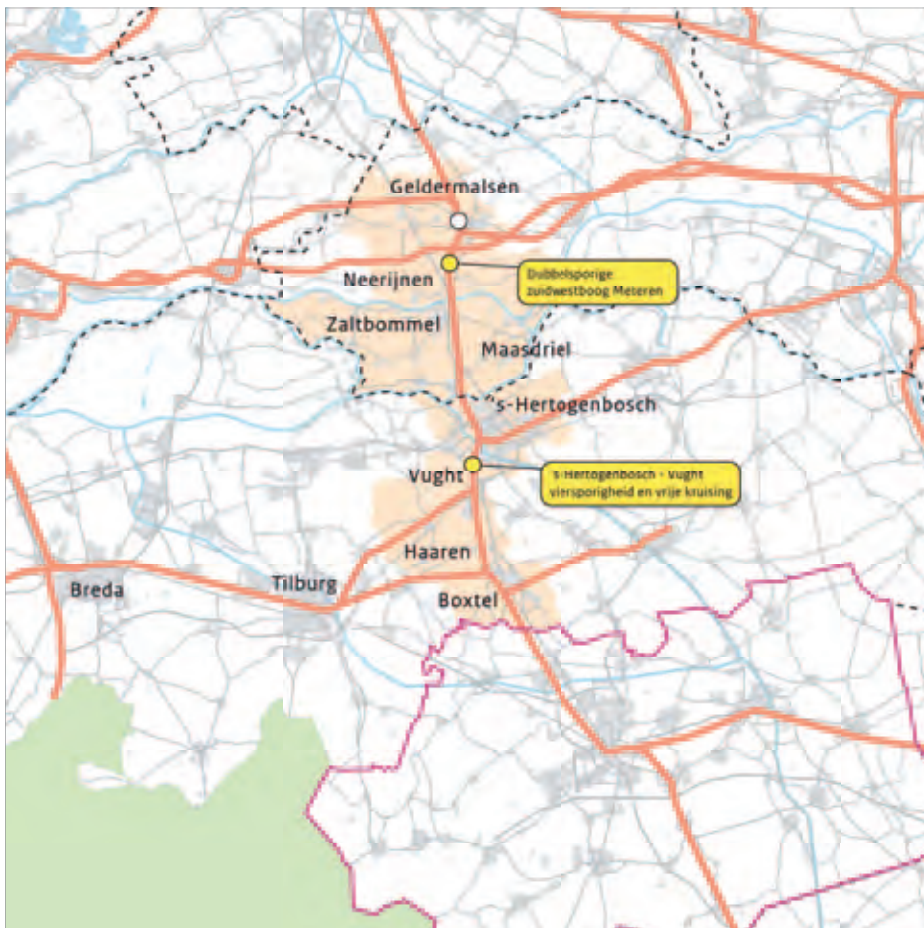 Geldermalsen
Neerijnen
Dubbelsporige
zuidwestboog Meteren
Zaltbommel
Maasdriel
's-Hertogenbosch
Vught
's-Hertogenbosch - Vught
viersporigheid en vrije kruising
Haaren
Breda
Tilburg
Boxtel